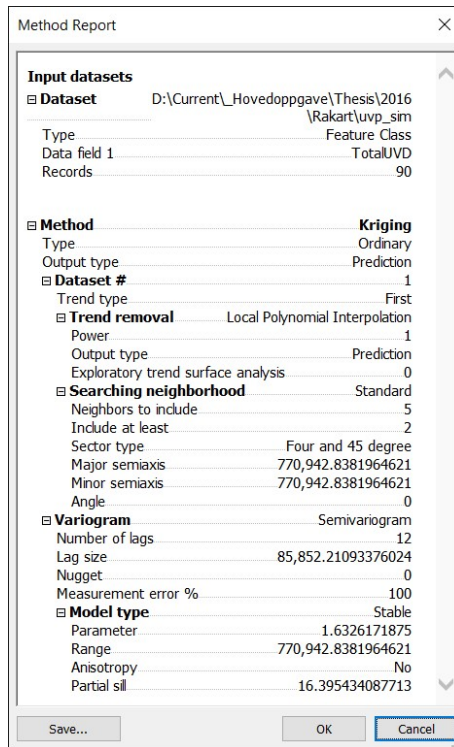 Method Report
Input datasets
Dataset D:\Current\_Hovedoppgave\Thesis\2016
\Rakart\uvp_sim
Type Feature Class
Data field 1 TotalUVD
Records 90
Method Kriging
Type Ordinary
Output type Prediction
Dataset # 1
Trend type First
Trend removal Local Polynomial Interpolation
Power 1
Output type Prediction
Exploratory trend surface analysis 0
Searching neighborhood Standard
Neighbors to include 5
Include at least 2
Sector type Four and 45 degree
Major semiaxis 770,942.8381964621
Minor semiaxis 770,942.8381964621
Angle 0
Variogram Semivariogram
Number of lags 12
Lag size 85,852.21093376024
Nugget 0
Measurement error % 100
Model type Stable
Parameter 1.6326171875
Range 770,942.8381964621
Anisotropy No
Partial sill 16.395434087713
Save... OK Cancel